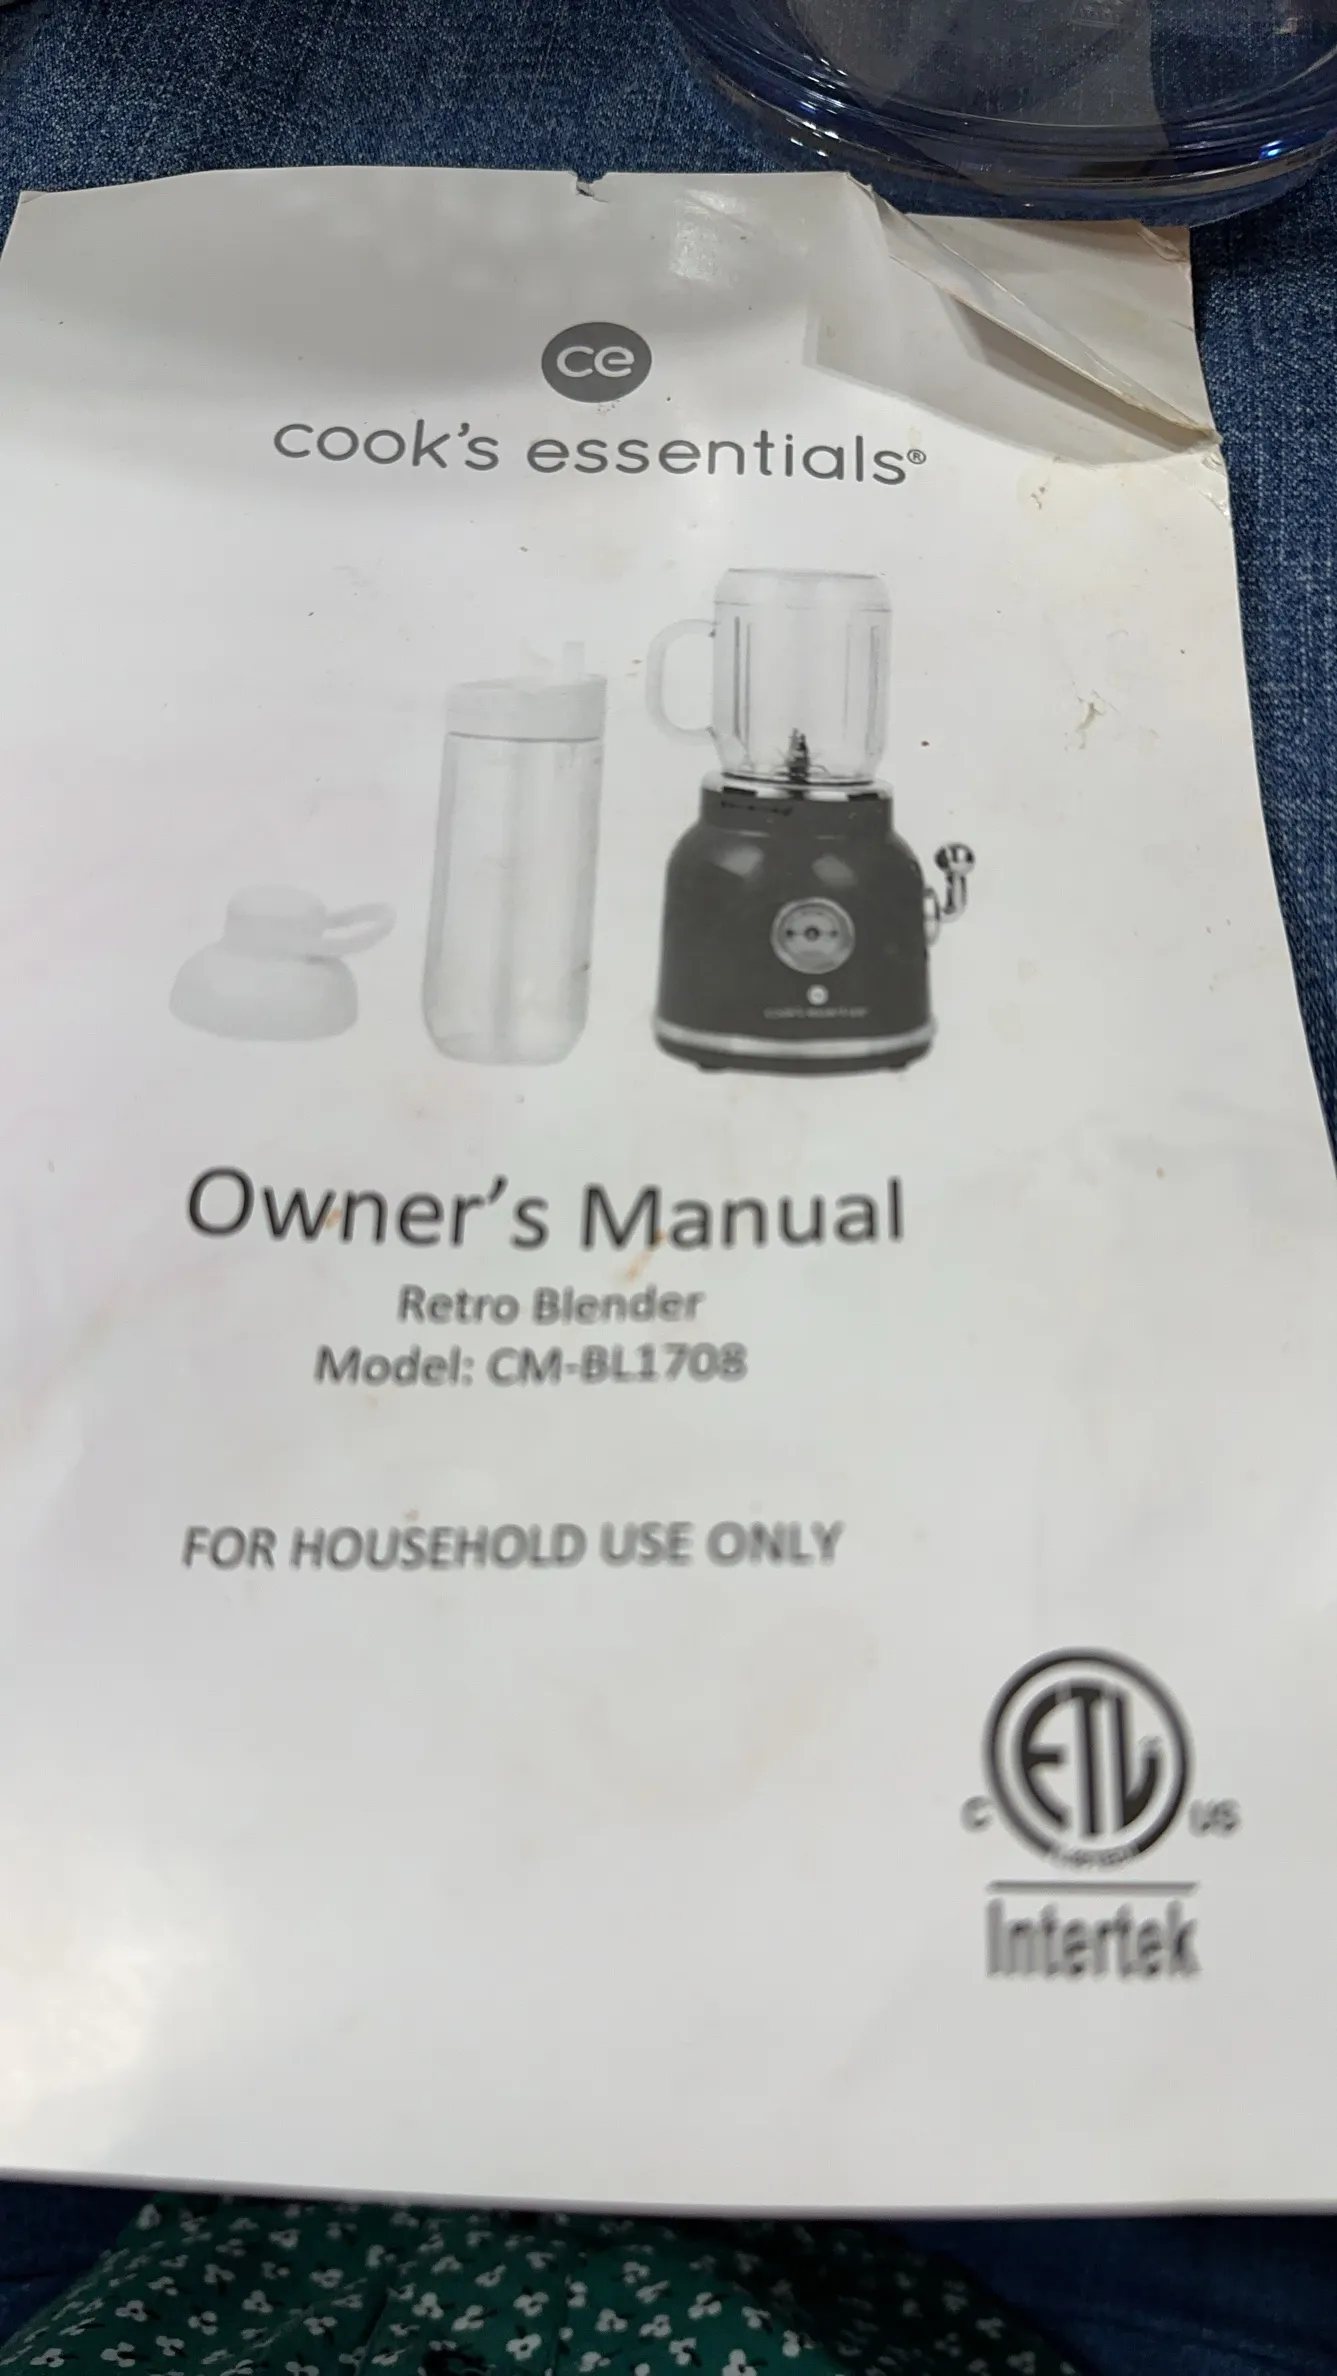 ce
cook's essentials®
Owner's Manual
Retro Blender
Model: CM-BL1708
FOR HOUSEHOLD USE ONLY
ETL
C US
Intertek